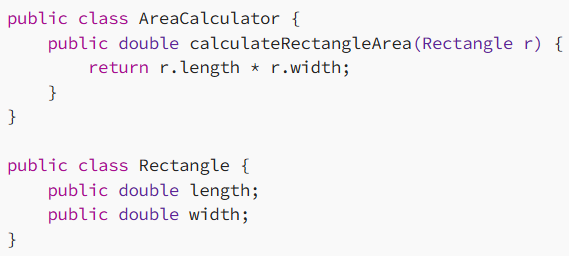 public class AreaCalculator {
    public double calculateRectangleArea(Rectangle r) {
        return r.length * r.width;
    }
}

public class Rectangle {
    public double length;
    public double width;
}